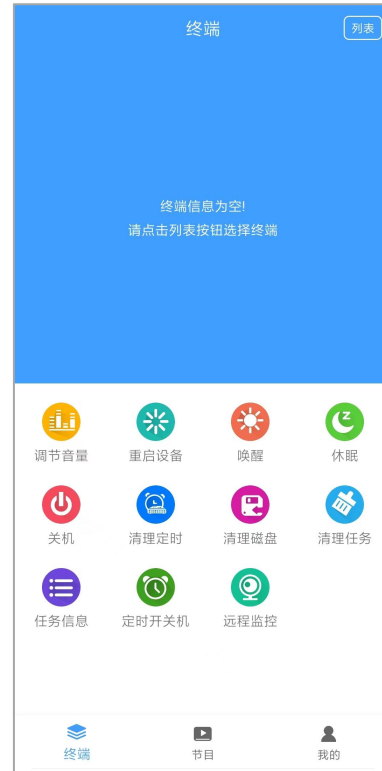 终端
列表
终端信息为空!
请点击列表按钮选择终端
调节音量
重启设备
唤醒
休眠
关机
清理定时
清理磁盘
清理任务
任务信息
定时开关机
远程监控
终端
节目
我的